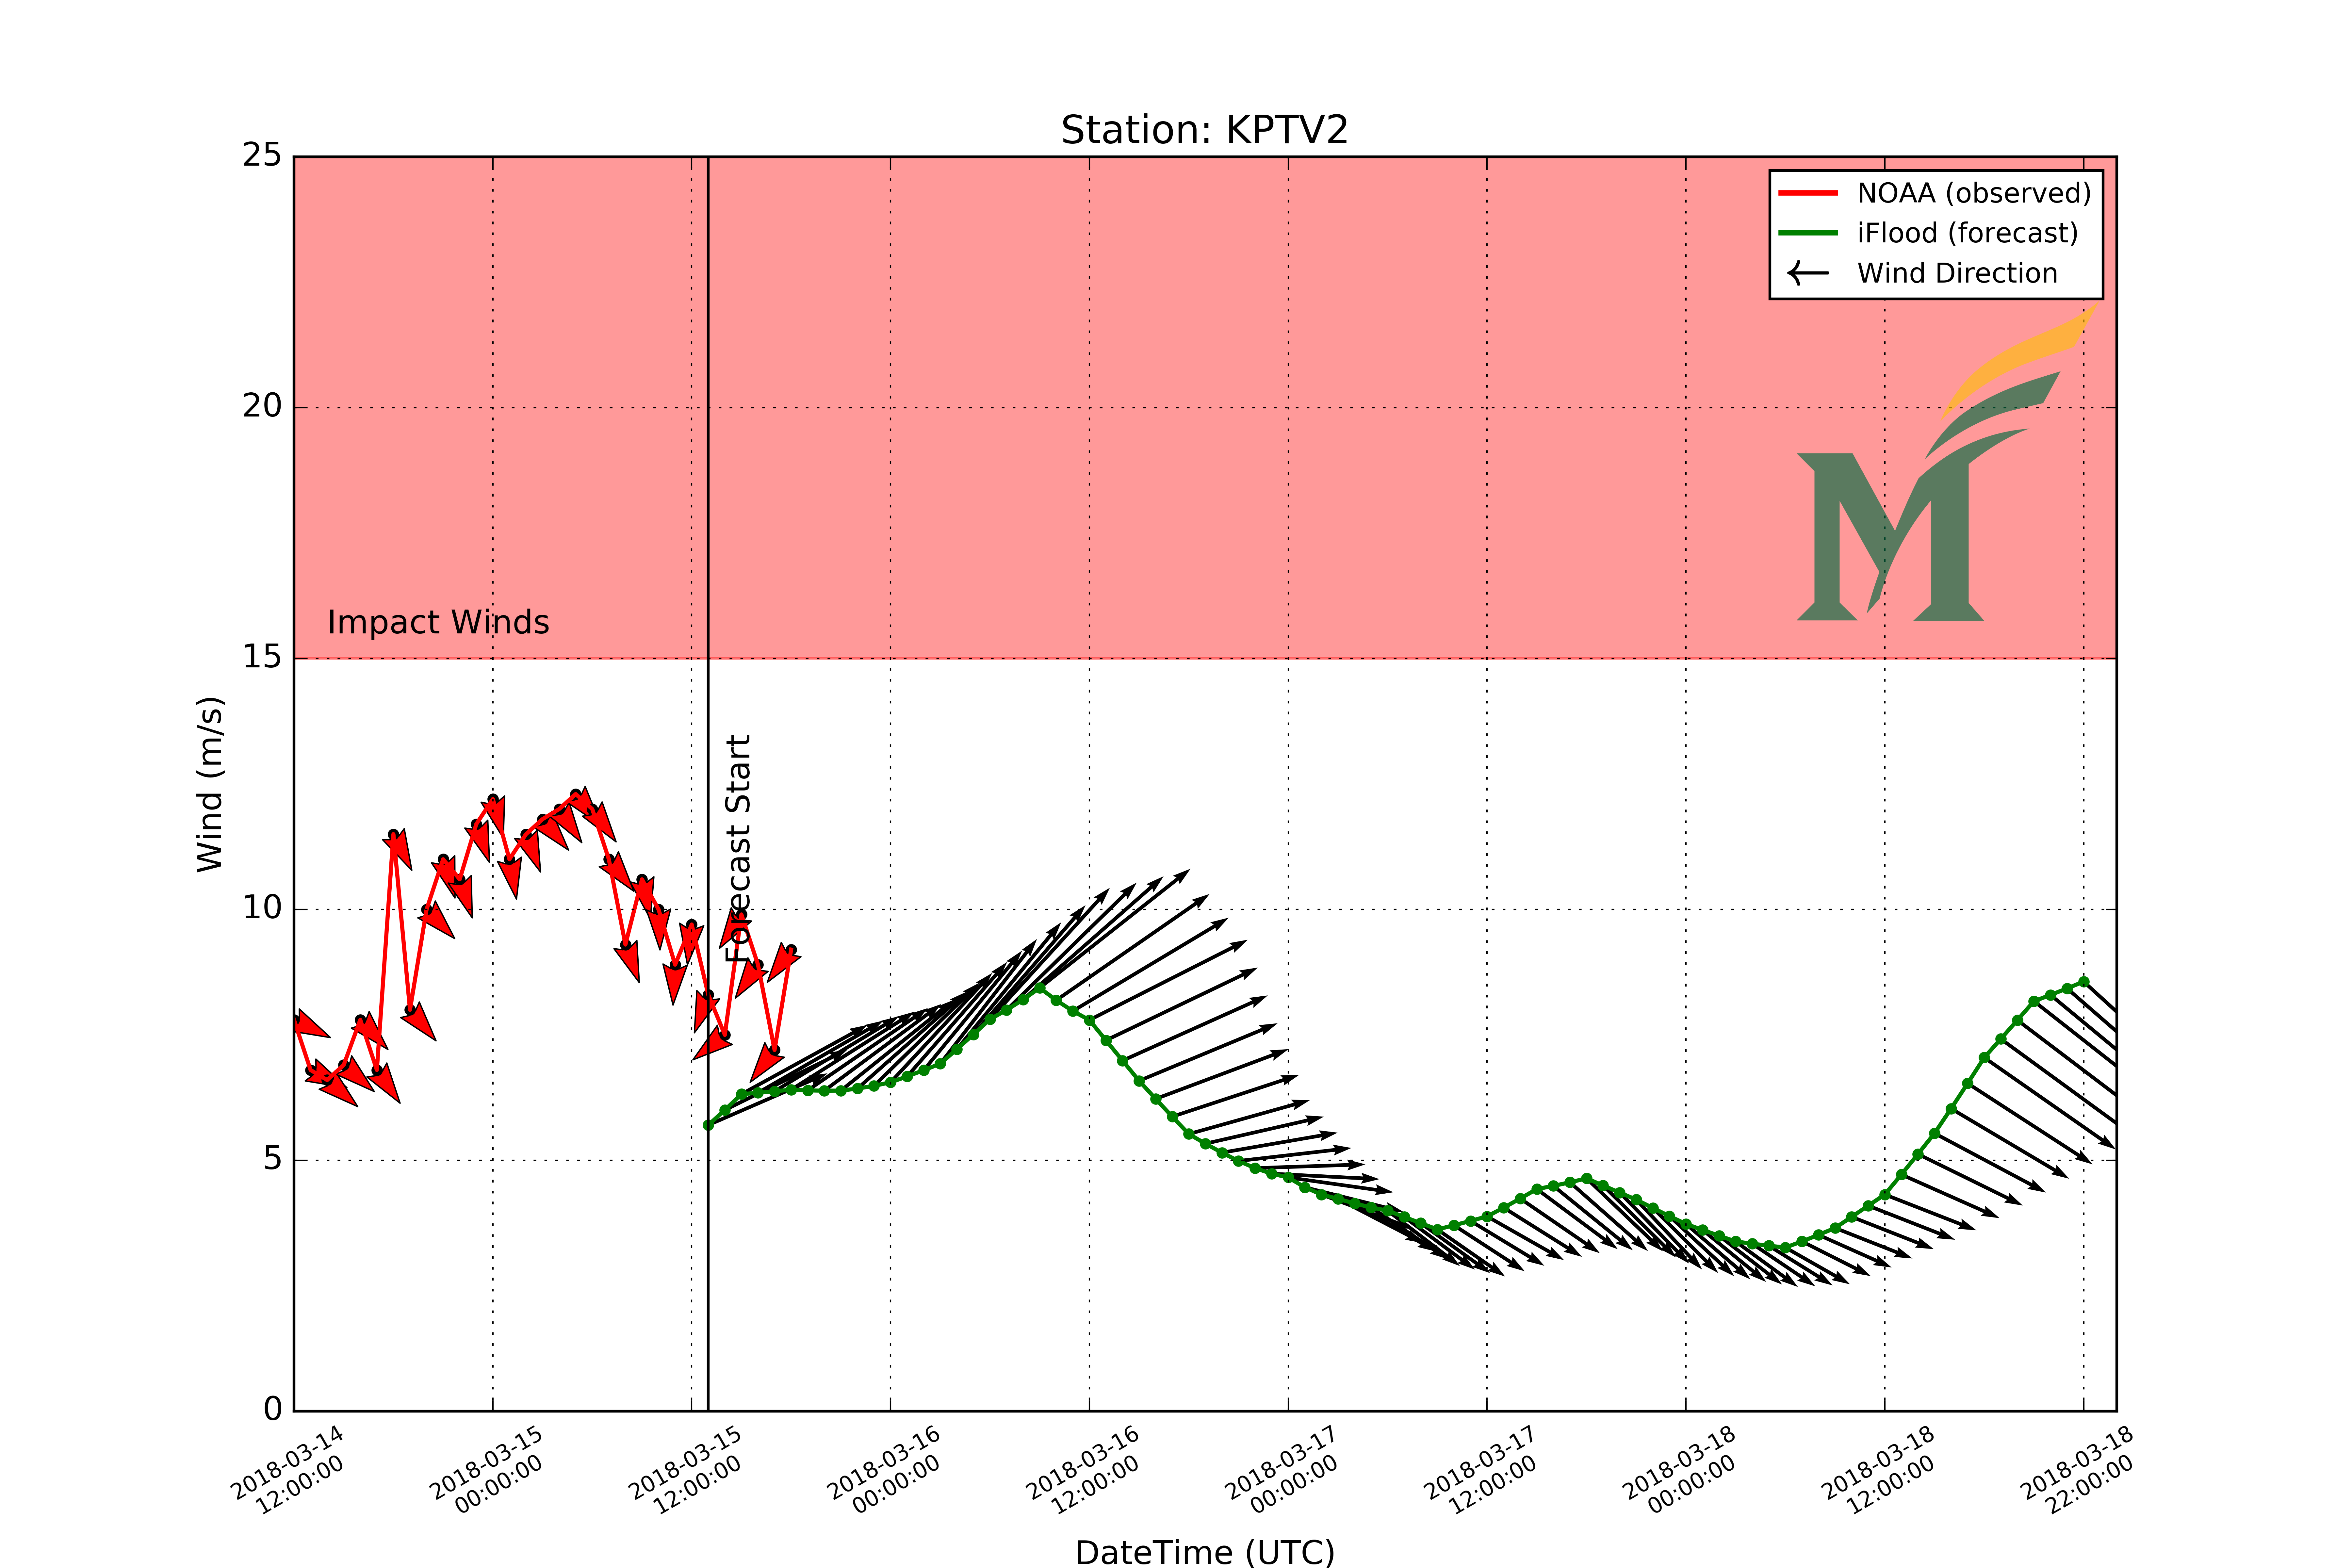 Station: KPTV2
25
20
15
10
5
0
Wind (m/s)
NOAA (observed)
iFlood (forecast)
Wind Direction
M
Impact Winds
Forecast Start
2018-03-14
12:00:00
2018-03-15
00:00:00
2018-03-15
12:00:00
2018-03-16
00:00:00
2018-03-16
12:00:00
2018-03-17
00:00:00
2018-03-17
12:00:00
2018-03-18
00:00:00
2018-03-18
12:00:00
2018-03-18
22:00:00
DateTime (UTC)